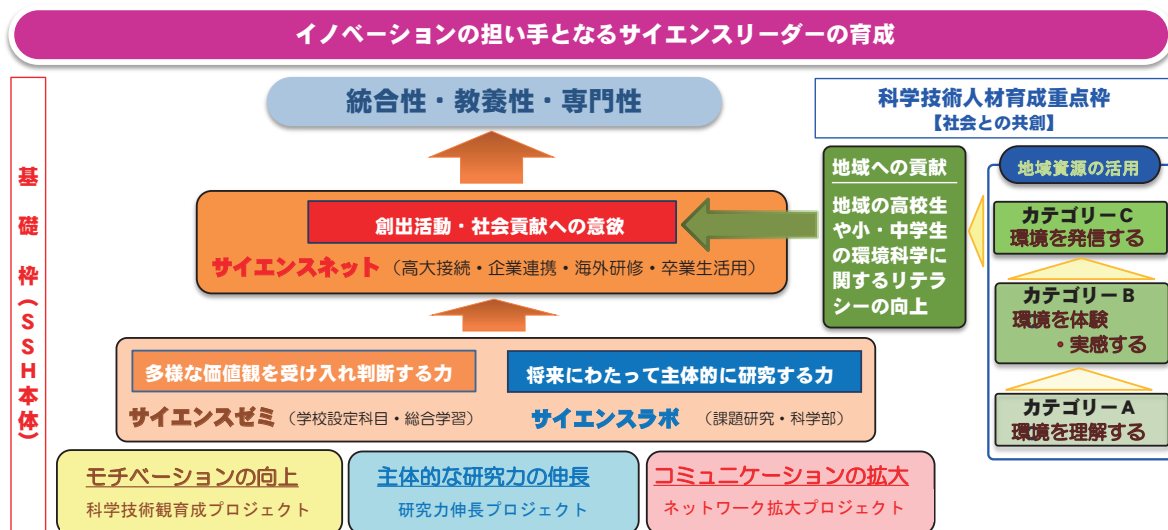 イノベーションの担い手となるサイエンスリーダーの育成
基礎枠(SSH本体)
統合性・教養性・専門性
創出活動・社会貢献への意欲
サイエンスネット(高大接続・企業連携・海外研修・卒業生活用)
多様な価値観を受け入れ判断する力
サイエンスゼミ(学校設定科目・総合学習)
将来にわたって主体的に研究する力
サイエンスラボ(課題研究・科学部)
モチベーションの向上
科学技術観育成プロジェクト
主体的な研究力の伸長
研究力伸長プロジェクト
コミュニケーションの拡大
ネットワーク拡大プロジェクト
科学技術人材育成重点枠
【社会との共創】
地域への貢献
地域の高校生
や小・中学生
の環境科学に
関するリテラ
シーの向上
地域資源の活用
カテゴリーC
環境を発信する
カテゴリーB
環境を体験
・実感する
カテゴリーA
環境を理解する